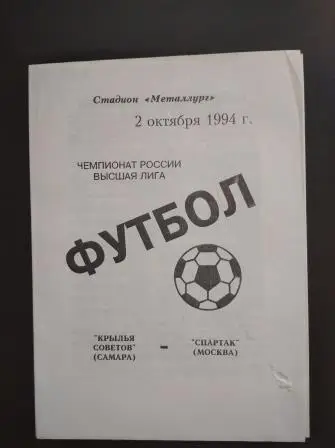 Стадион «Металлург»
2 октября 1994 г.
ЧЕМПИОНАТ РОССИИ
ВЫСШАЯ ЛИГА
ФУТБОЛ
"КРЫЛЬЯ
СОВЕТОВ"
(САМАРА)
-
"СПАРТАК"
(МОСКВА)